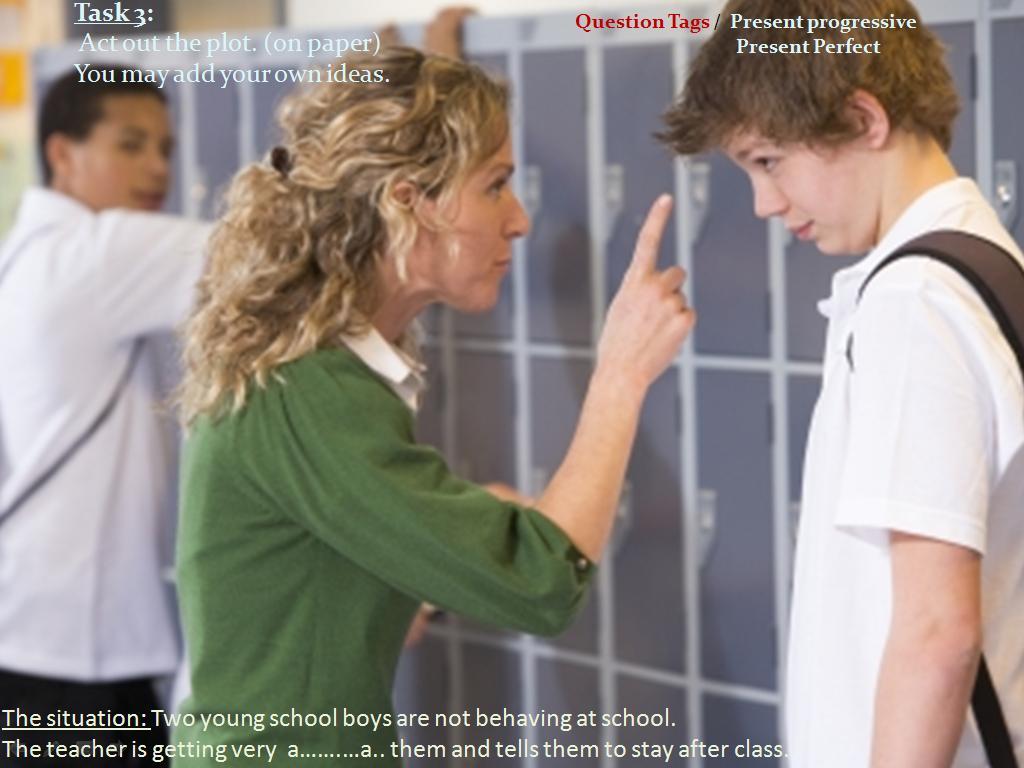 Task 3:
Act out the plot. (on paper)
You may add your own ideas.
Question Tags / Present progressive
Present Perfect
The situation: Two young school boys are not behaving at school.
The teacher is getting very a.........a.. them and tells them to stay after class.